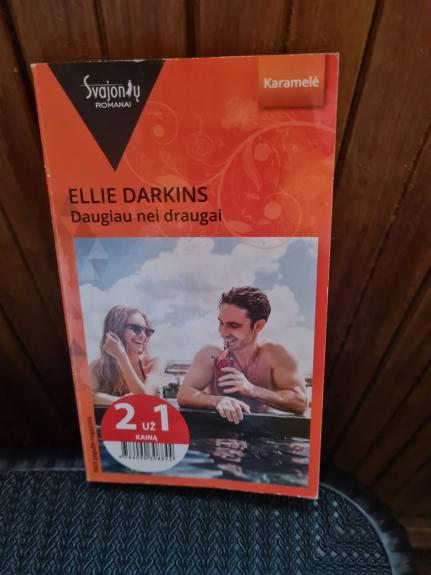 Svajonių
ROMANAI
Karamelė
ELLIE DARKINS
Daugiau nei draugai
2 už 1
KAINĄ